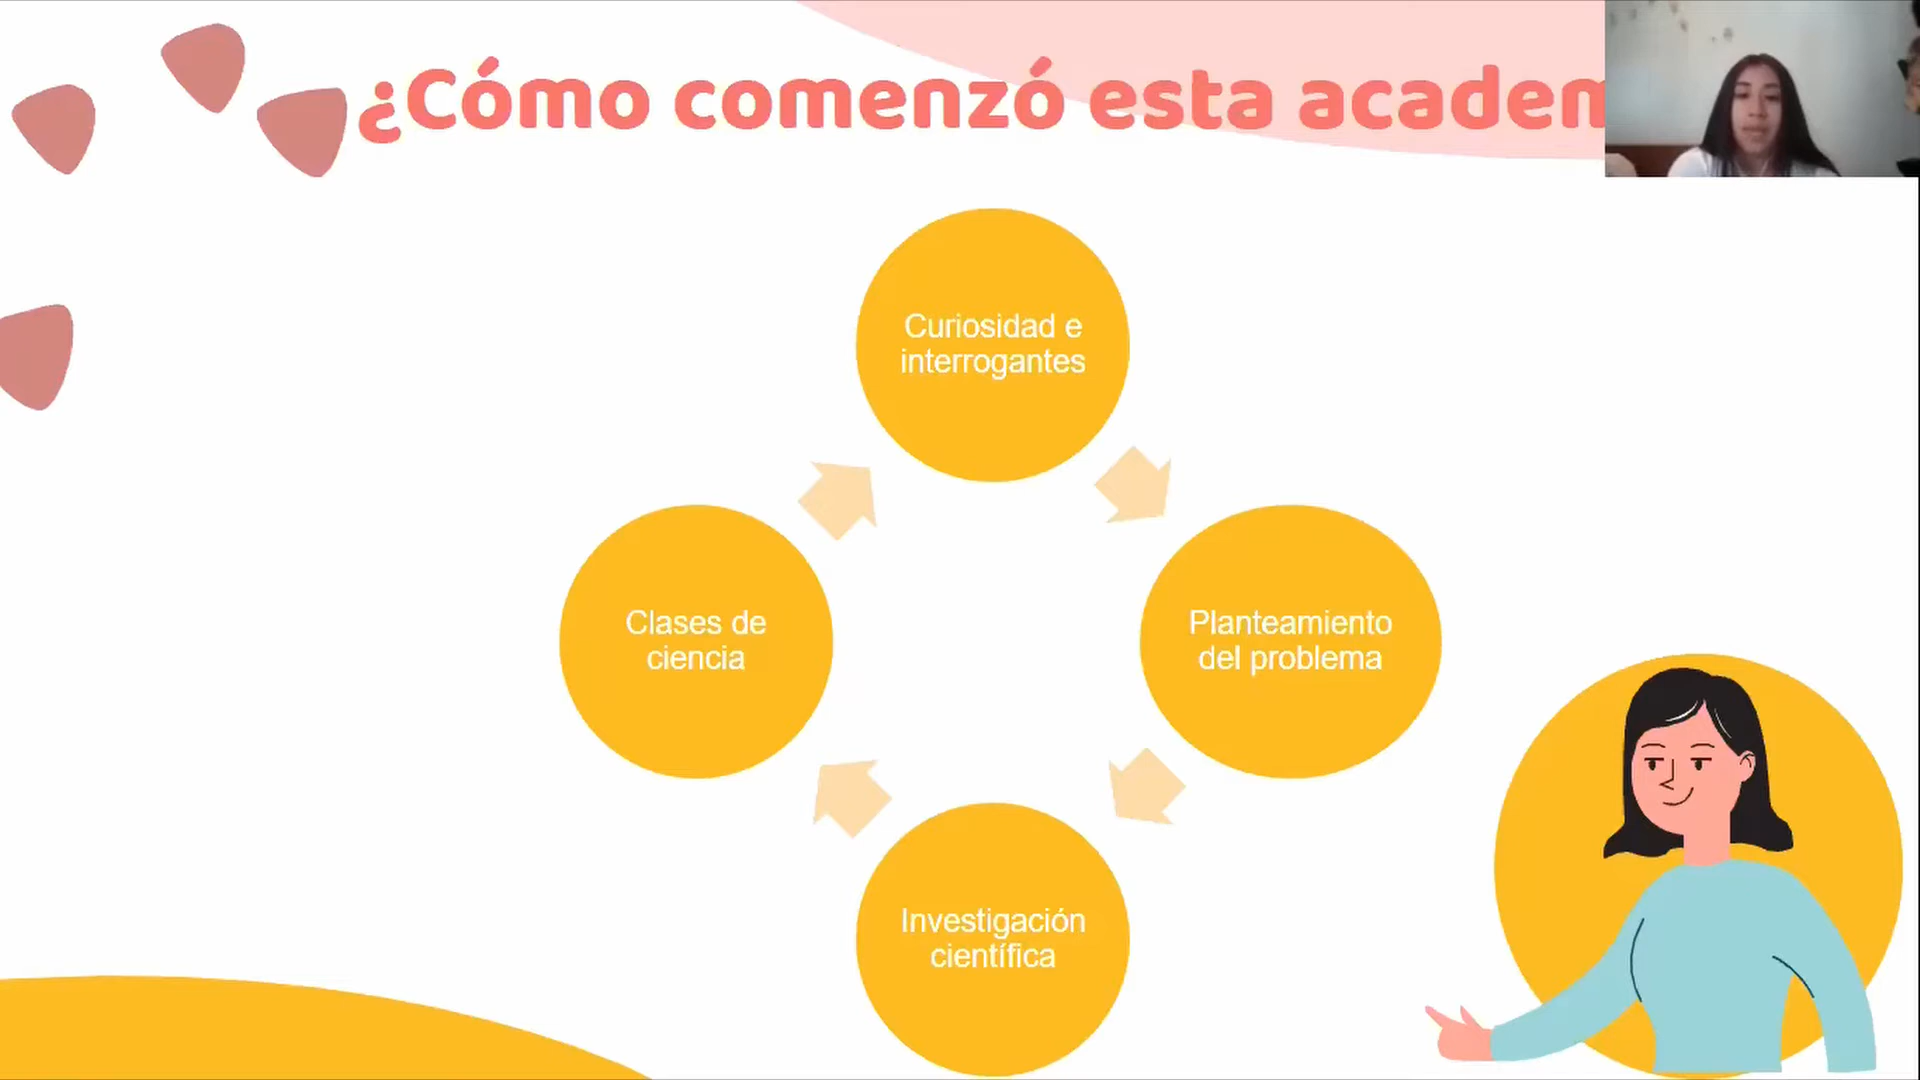 ¿Cómo comenzó esta academ
Curiosidad e
interrogantes
Clases de
ciencia
Planteamiento
del problema
Investigación
científica